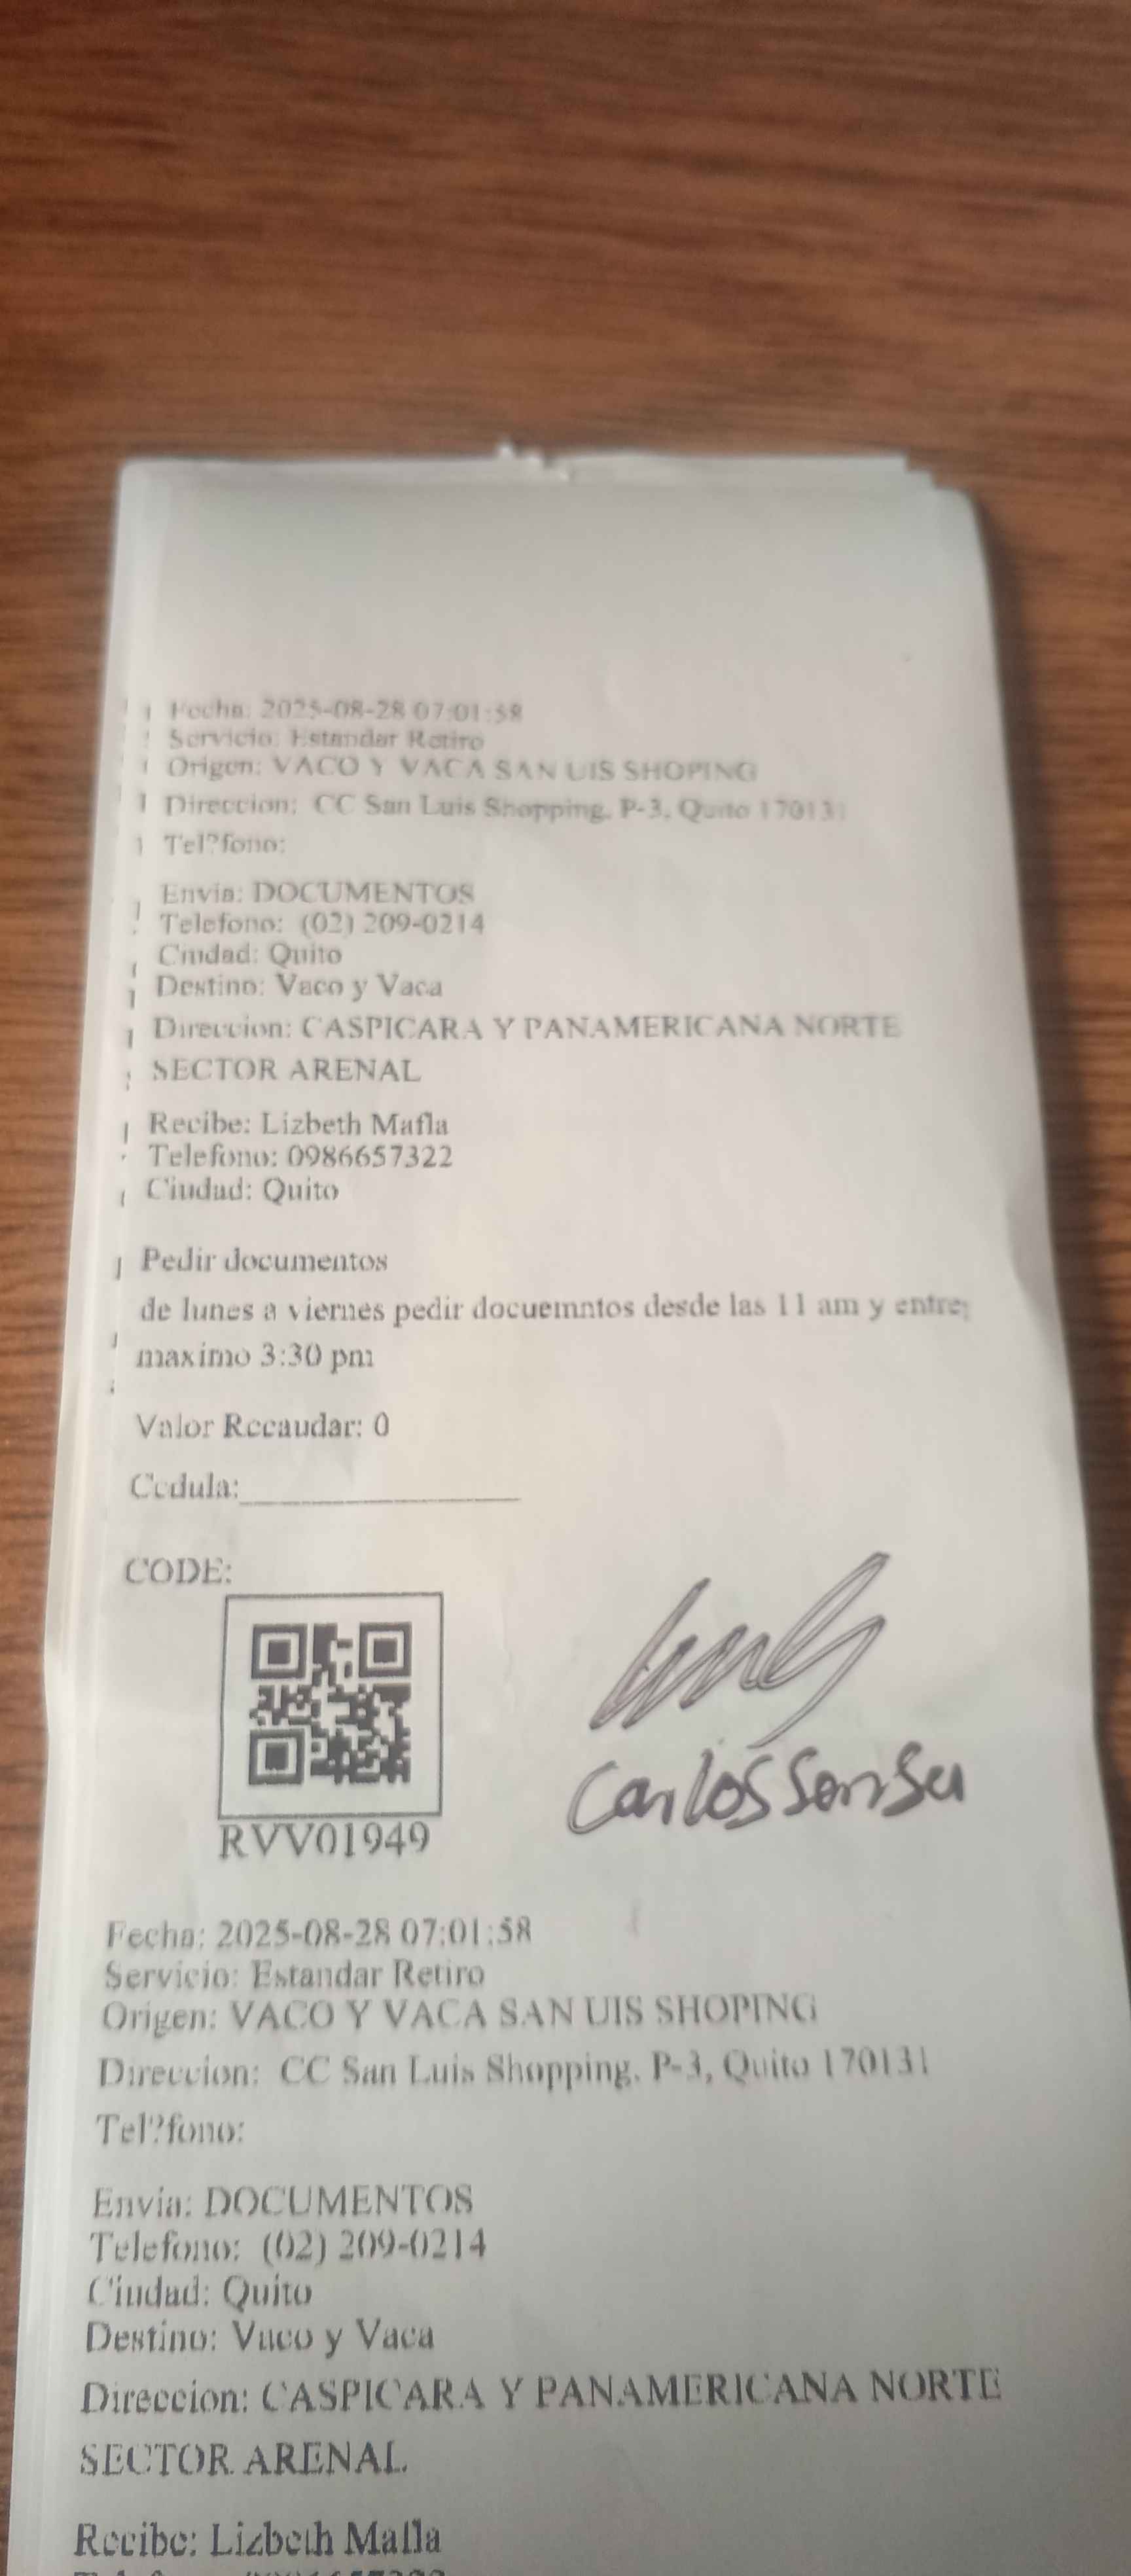 Fecha: 2025-08-28 07:01:58
Servicio: Estandar Retiro
Origen: VACO Y VACA SAN UIS SHOPING
Direccion: CC San Luis Shopping, P-3, Quito 170131
Tel?fono:
Envia: DOCUMENTOS
Telefono: (02) 209-0214
Ciudad: Quito
Destino: Vaco y Vaca
Direccion: CASPICARA Y PANAMERICANA NORTE
SECTOR ARENAL
Recibe: Lizbeth Mafla
Telefono: 0986657322
Ciudad: Quito
Pedir documentos
de lunes a viernes pedir docuemntos desde las 11 am y entre
maximo 3:30 pm
Valor Recaudar: 0
Cedula:
CODE:
Carlos
RVV01949
Fecha: 2025-08-28 07:01:58
Servicio: Estandar Retiro
Origen: VACO Y VACA SAN UIS SHOPING
Direccion: CC San Luis Shopping, P-3, Quito 170131
Tel?fono:
Envia: DOCUMENTOS
Telefono: (02) 209-0214
Ciudad: Quito
Destino: Vaco y Vaca
Direccion: CASPICARA Y PANAMERICANA NORTE
SECTOR ARENAL
Recibe: Lizbeth Mafla